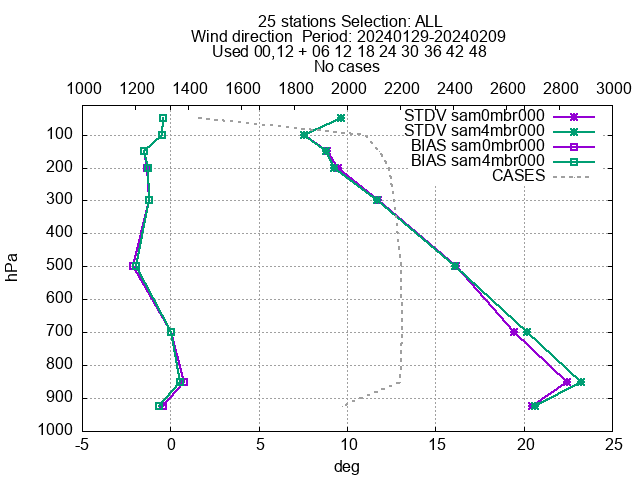 25 stations Selection: ALL
Wind direction  Period: 20240129-20240209
Used 00,12 + 06 12 18 24 30 36 42 48
No cases
1000 1200 1400 1600 1800 2000 2200 2400 2600 2800 3000
STDV sam0mbr000
STDV sam4mbr000
BIAS sam0mbr000
BIAS sam4mbr000
CASES
100
200
300
400
500
600
700
800
900
1000
hPa
-5 0 5 10 15 20 25
deg